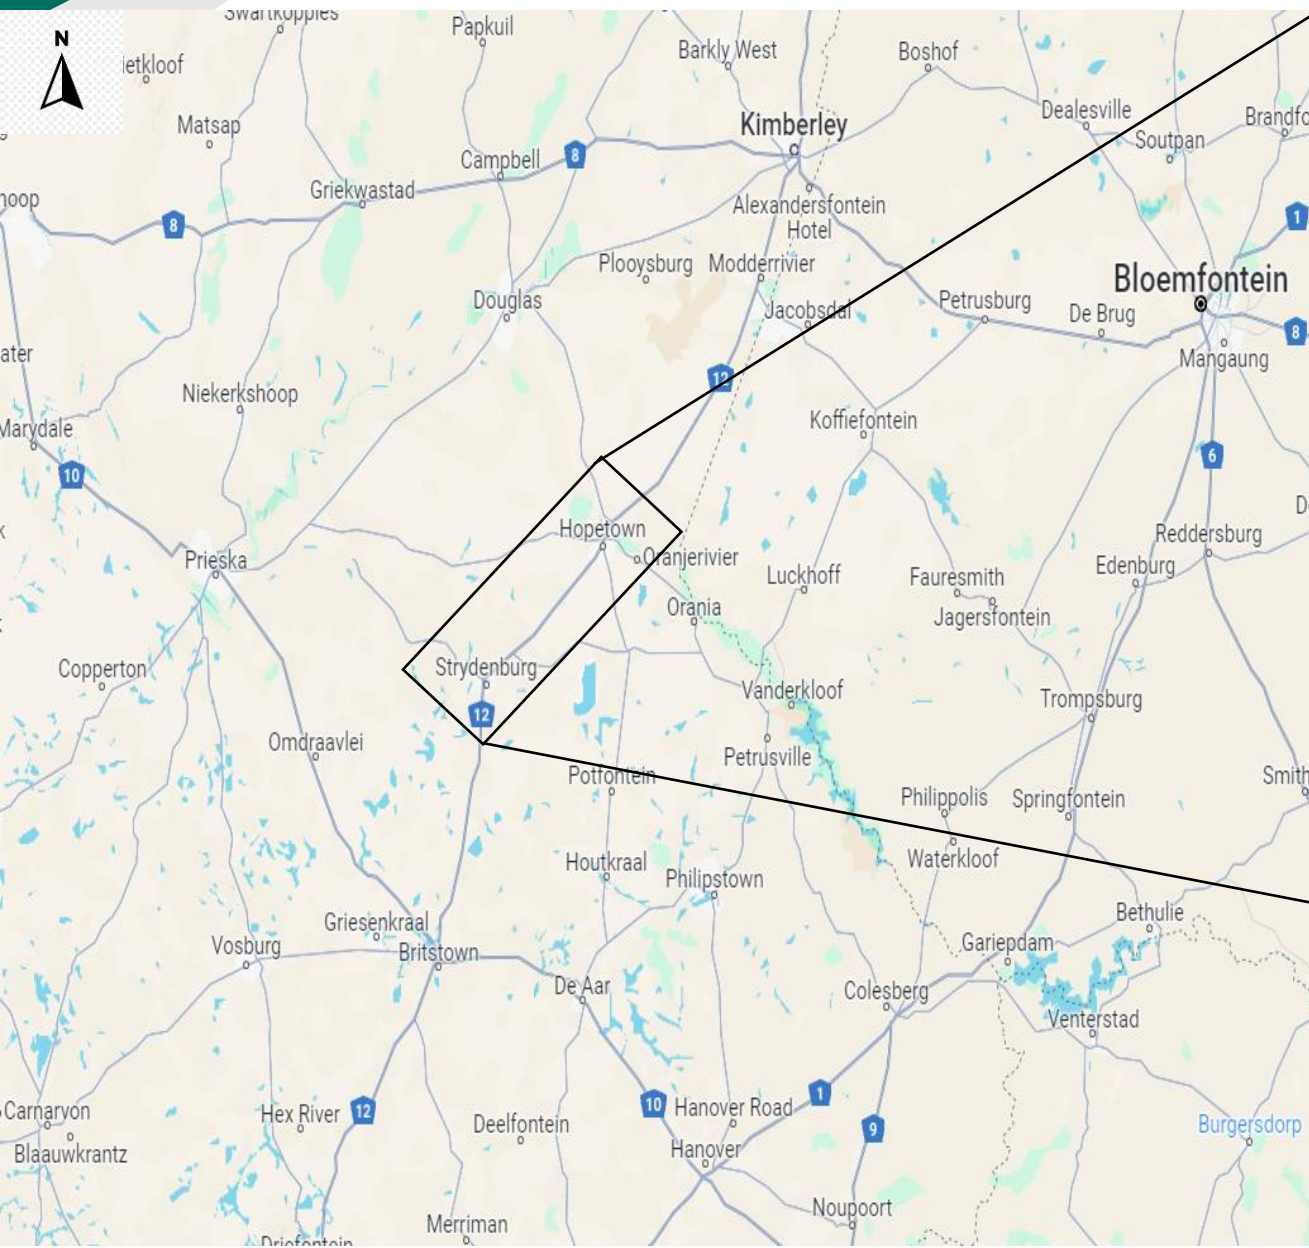 N
Swartkoppies
Papkuil
Barkly West
Boshof
ietkloof
Dealesville
Brandfo
Matsap
Kimberley
Soutpan
Campbell
8
Griekwastad
hoop
Alexandersfontein
Hotel
8
1
Plooysburg
Modderrivier
Bloemfontein
Douglas
Jacobsdal
Petrusburg
De Brug
8
ater
Mangaung
12
Niekerkshoop
Koffiefontein
Marydale
6
10
Hopetown
Reddersburg
Prieska
Oranjerivier
Luckhoff
Fauresmith
Edenburg
Orania
Jagersfontein
Copperton
Strydenburg
Vanderkloof
Trompsburg
12
Omdraavlei
Petrusville
Potfontein
Smith
Philippolis
Springfontein
Houtkraal
Waterkloof
Philipstown
Griesenkraal
Bethulie
Vosburg
Britstown
Gariepdam
De Aar
Colesberg
Venterstad
Carnarvon
Hex River
12
Deelfontein
10
Hanover Road
1
9
Burgersdorp
Blaauwkrantz
Hanover
Noupoort
Merriman
Driefontein